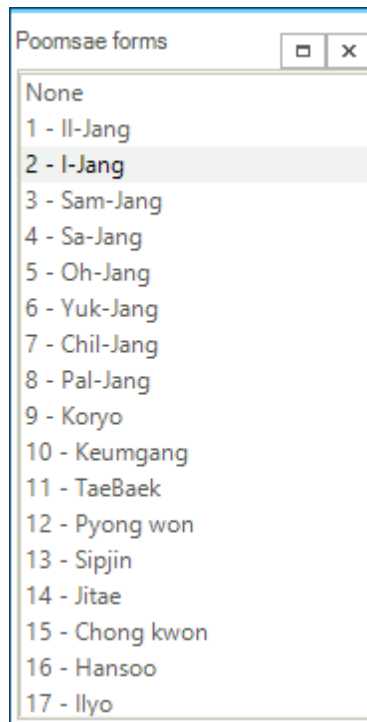 Poomsae forms
None
1 - Il-Jang
2 - I-Jang
3 - Sam-Jang
4 - Sa-Jang
5 - Oh-Jang
6 - Yuk-Jang
7 - Chil-Jang
8 - Pal-Jang
9 - Koryo
10 - Keumgang
11 - TaeBaek
12 - Pyong won
13 - Sipjin
14 - Jitae
15 - Chong kwon
16 - Hansoo
17 - Ilyo